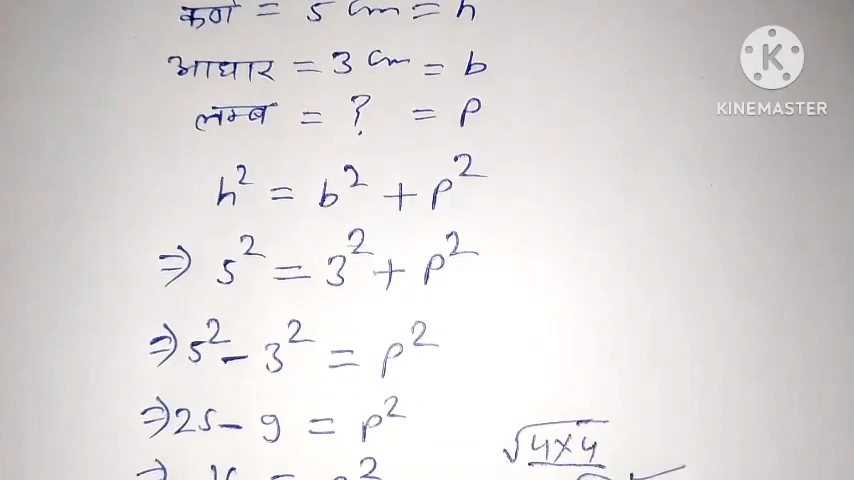 कर्ण = 5 cm = h
आधार = 3 cm = b
लम्ब = ? = p
h² = b² + p²
⇒ 5² = 3² + p²
⇒ 5² - 3² = p²
⇒ 25 - 9 = p²
√4×4
K
KINEMASTER